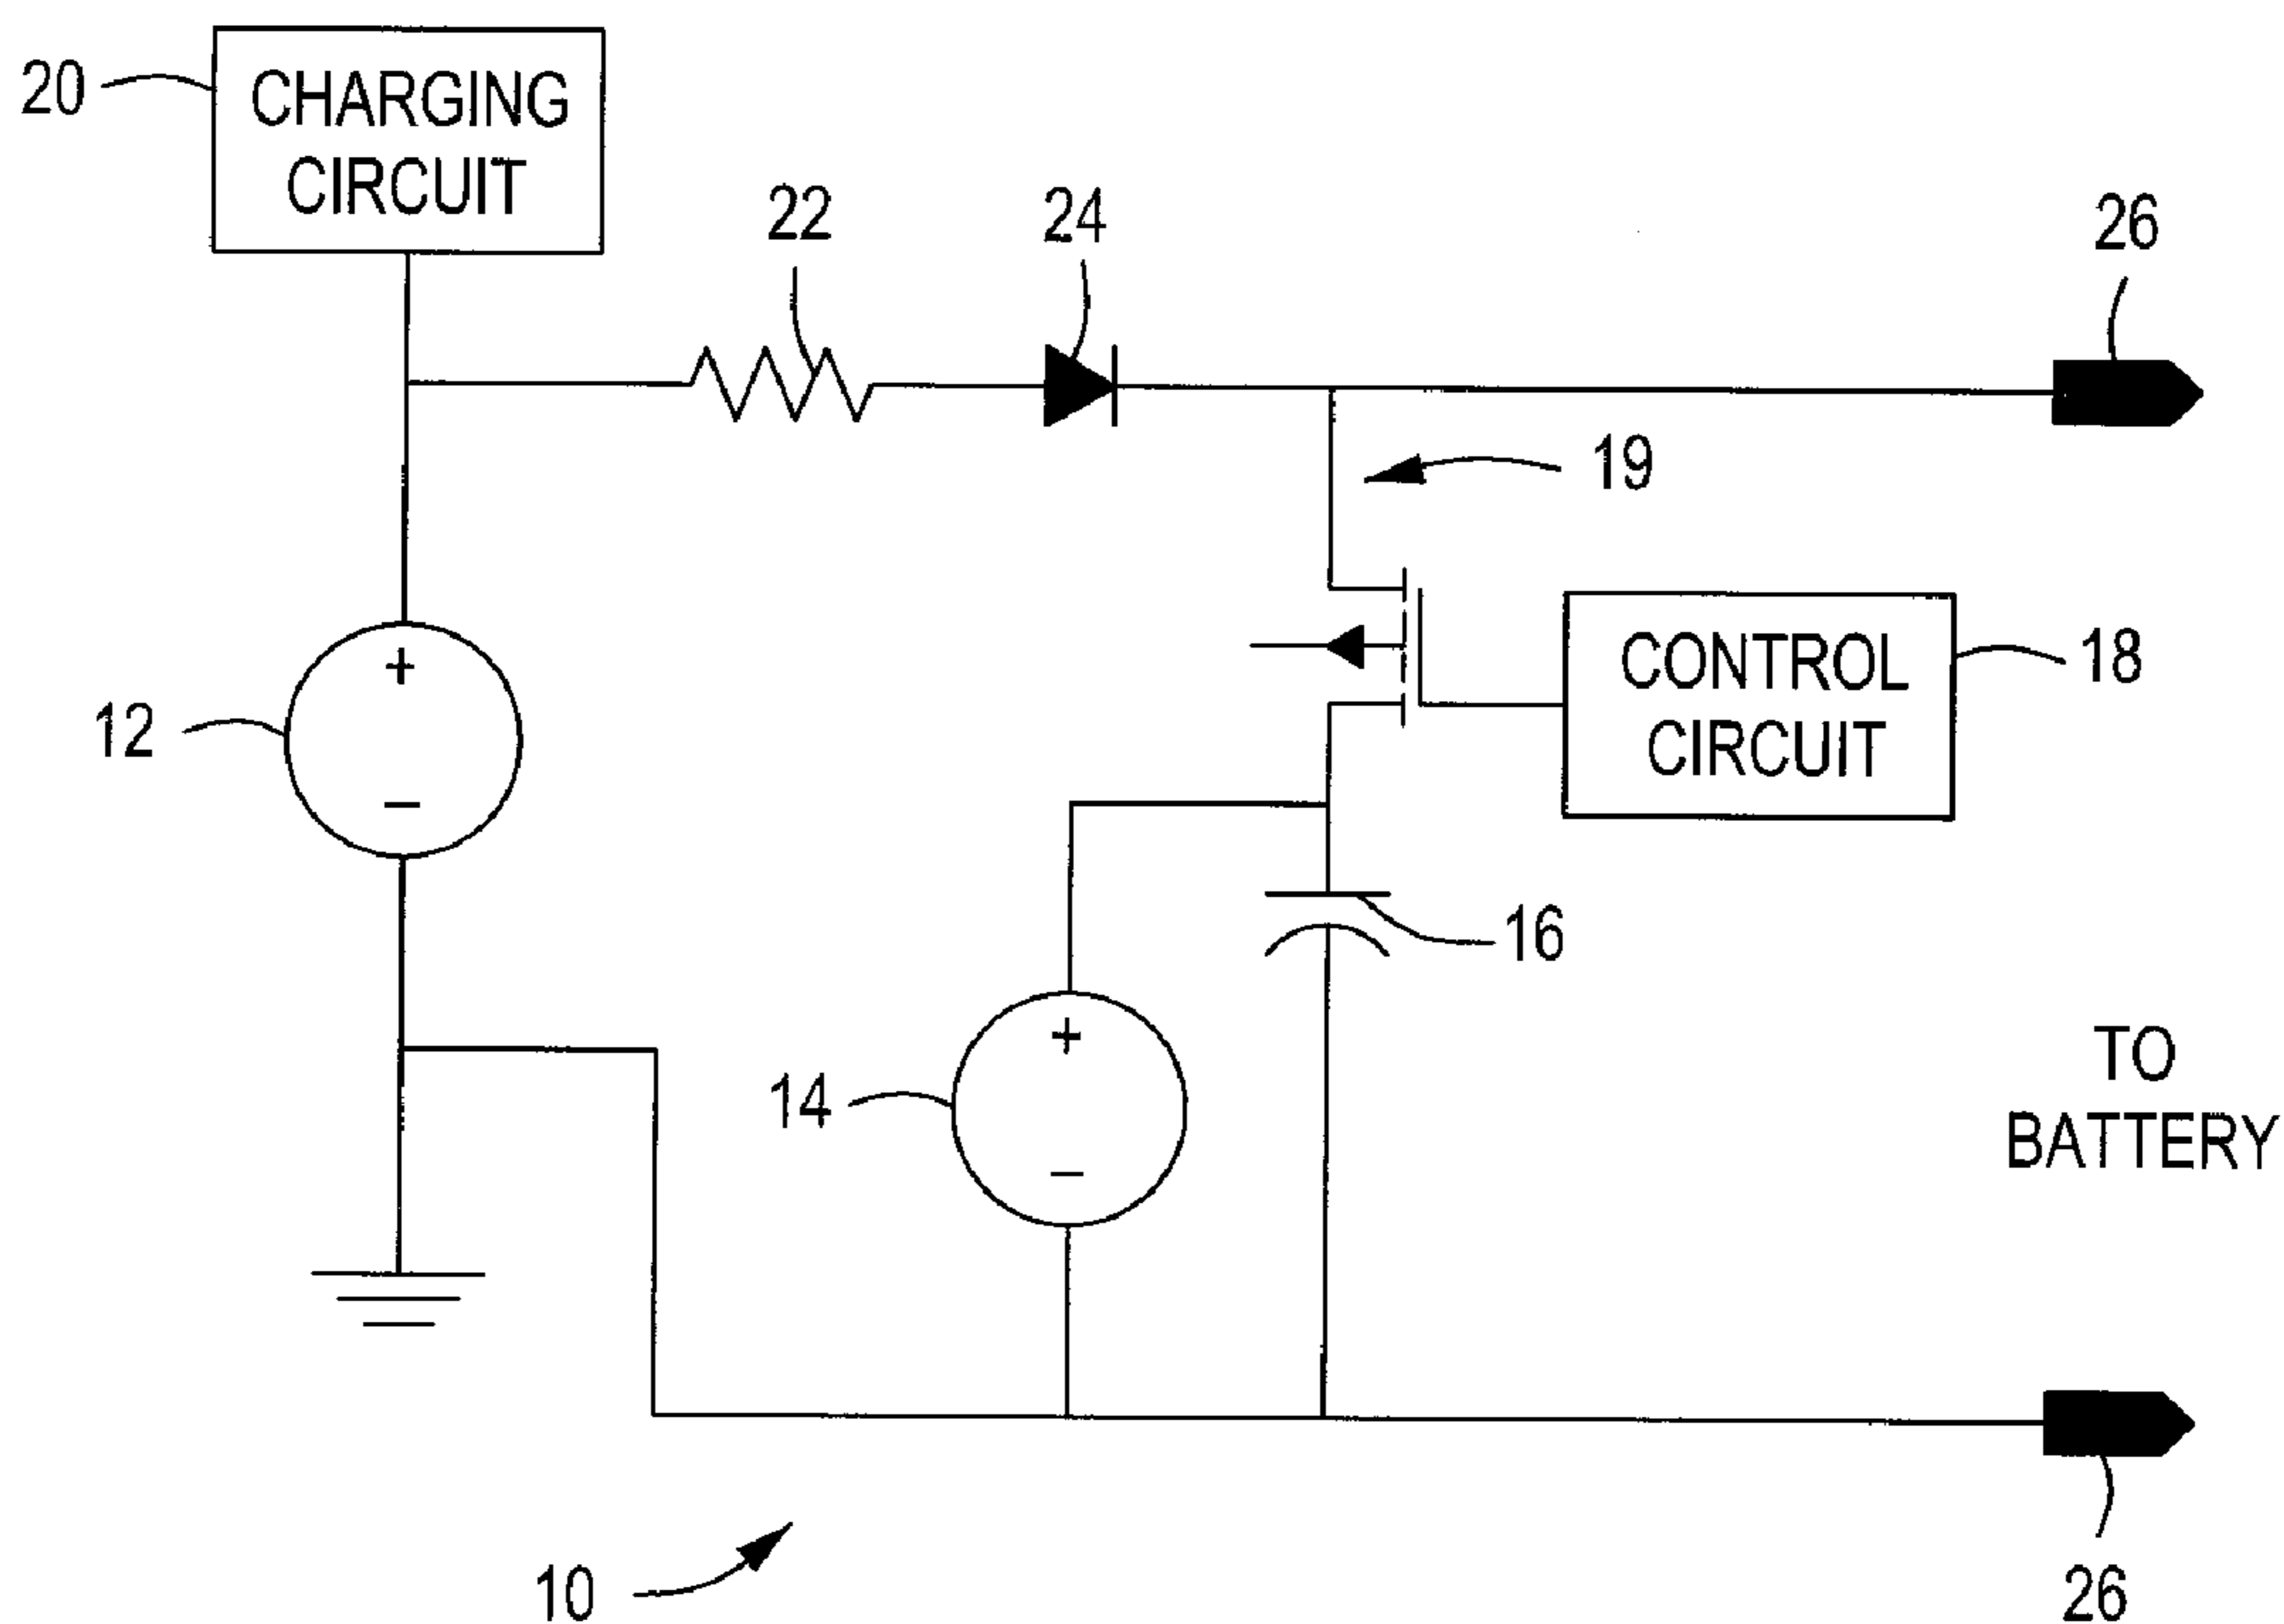 20
CHARGING
CIRCUIT
22
24
26
19
12
+
−
CONTROL
CIRCUIT
18
16
14
+
−
TO
BATTERY
10
26